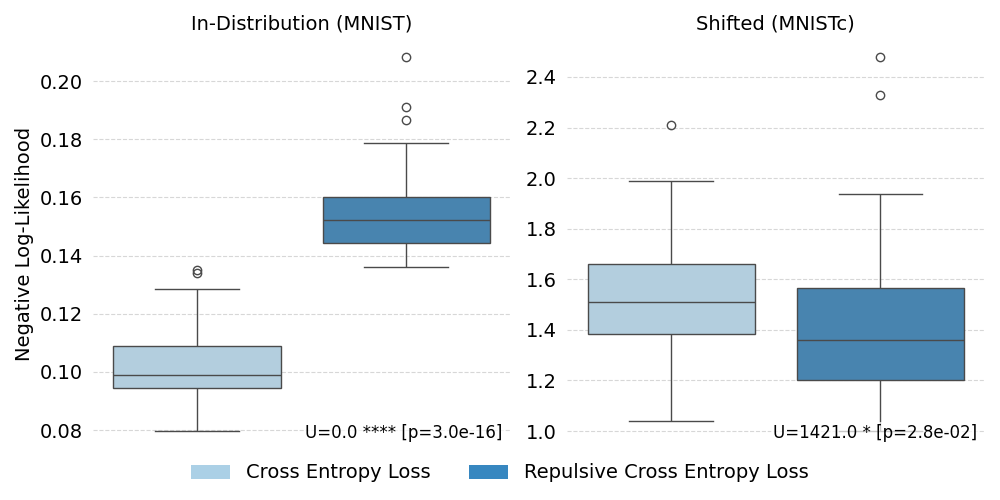 In-Distribution (MNIST)
Shifted (MNISTc)
Negative Log-Likelihood
0.20
0.18
0.16
0.14
0.12
0.10
0.08
2.4
2.2
2.0
1.8
1.6
1.4
1.2
1.0
U=0.0 **** [p=3.0e-16]
U=1421.0 * [p=2.8e-02]
Cross Entropy Loss
Repulsive Cross Entropy Loss